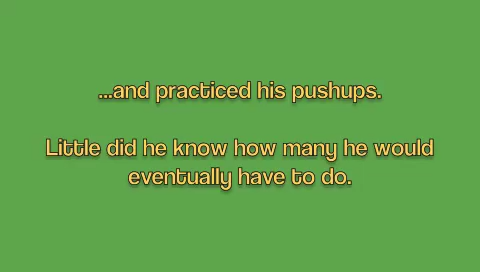 ...and practiced his pushups.
Little did he know how many he would
eventually have to do.